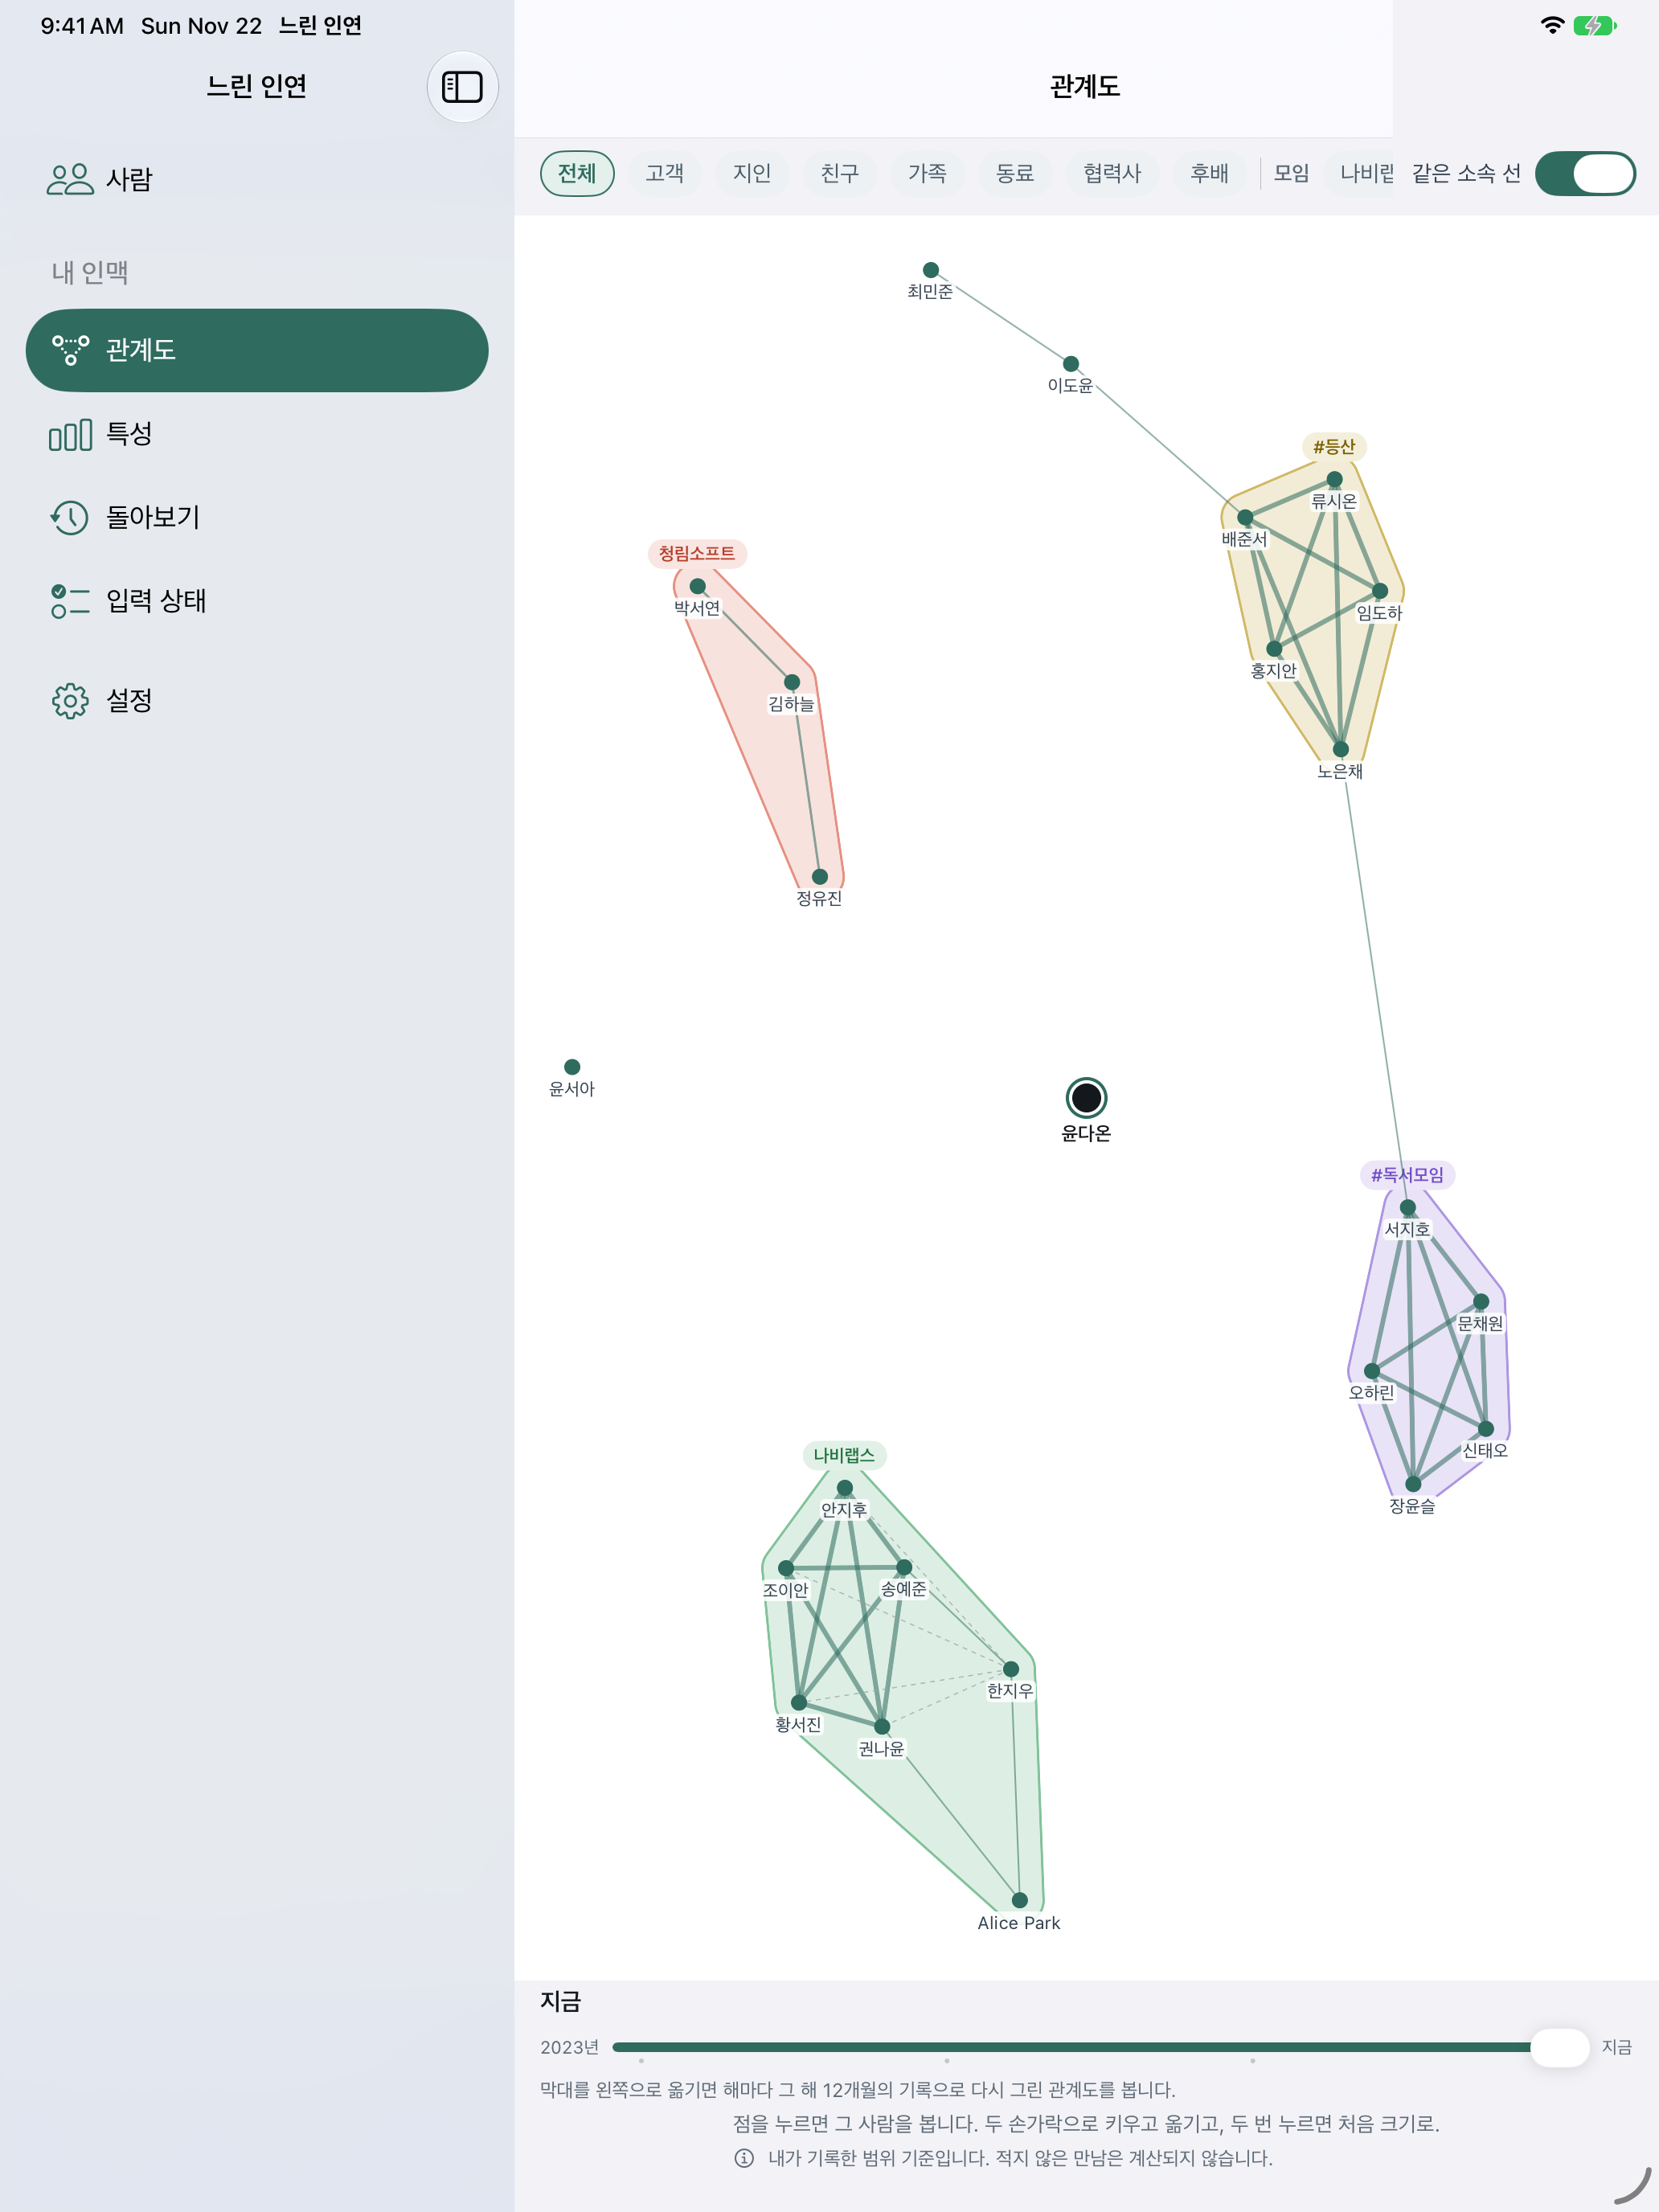 9:41 AM Sun Nov 22 느린 인연
느린 인연
사람
내 인맥
관계도
특성
돌아보기
입력 상태
설정
관계도
전체 고객 지인 친구 가족 동료 협력사 후배 모임 나비랩 같은 소속 선
최민준
이도윤
#등산
류시온
배준서
임도하
홍지안
노은채
청림소프트
박서연
김하늘
정유진
윤서아
윤다온
#독서모임
서지호
문채원
오하린
신태오
장윤슬
나비랩스
안지후
조이안
송예준
한지우
황서진
권나윤
Alice Park
지금
2023년 지금
막대를 왼쪽으로 옮기면 해마다 그 해 12개월의 기록으로 다시 그린 관계도를 봅니다.
점을 누르면 그 사람을 봅니다. 두 손가락으로 키우고 옮기고, 두 번 누르면 처음 크기로.
내가 기록한 범위 기준입니다. 적지 않은 만남은 계산되지 않습니다.